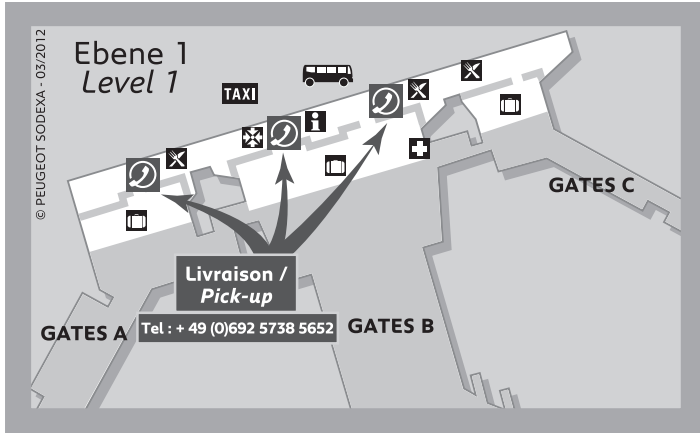 © PEUGEOT SODEXA - 03/2012
Ebene 1
Level 1
TAXI
i
GATES C
Livraison /
Pick-up
GATES A
Tel : + 49 (0)692 5738 5652
GATES B